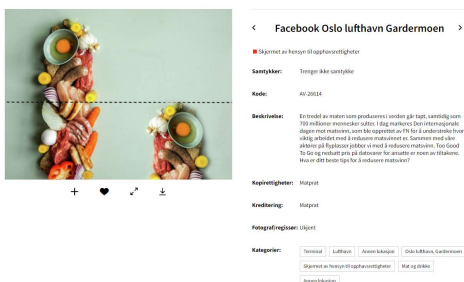 Facebook Oslo lufthavn Gardermoen
Skjermet av hensyn til opphavsrettigheter
Samtykker: Trenger ikke samtykke
Kode: AV-26614
Beskrivelse: En tredel av maten som produseres i verden går tapt, samtidig som
700 millioner mennesker sulter. I dag markeres Den internasjonale
dagen mot matsvinn, som ble opprettet av FN for å understreke hvor
viktig arbeidet med å redusere matsvinnet er. Sammen med våre
aktører på flyplasser jobber vi med å redusere matsvinn. Too Good
To Go og nedsatt pris på datovarer for ansatte er noen av tiltakene.
Hva er ditt beste tips for å redusere matsvinn?
Kopirettigheter: Matprat
Kreditering: Matprat
Fotograf/regissør: Ukjent
Kategorier: Terminal Lufthavn Annen lokasjon Oslo lufthavn, Gardermoen
Skjermet av hensyn til opphavsrettigheter Mat og drikke
Annen lokasjon